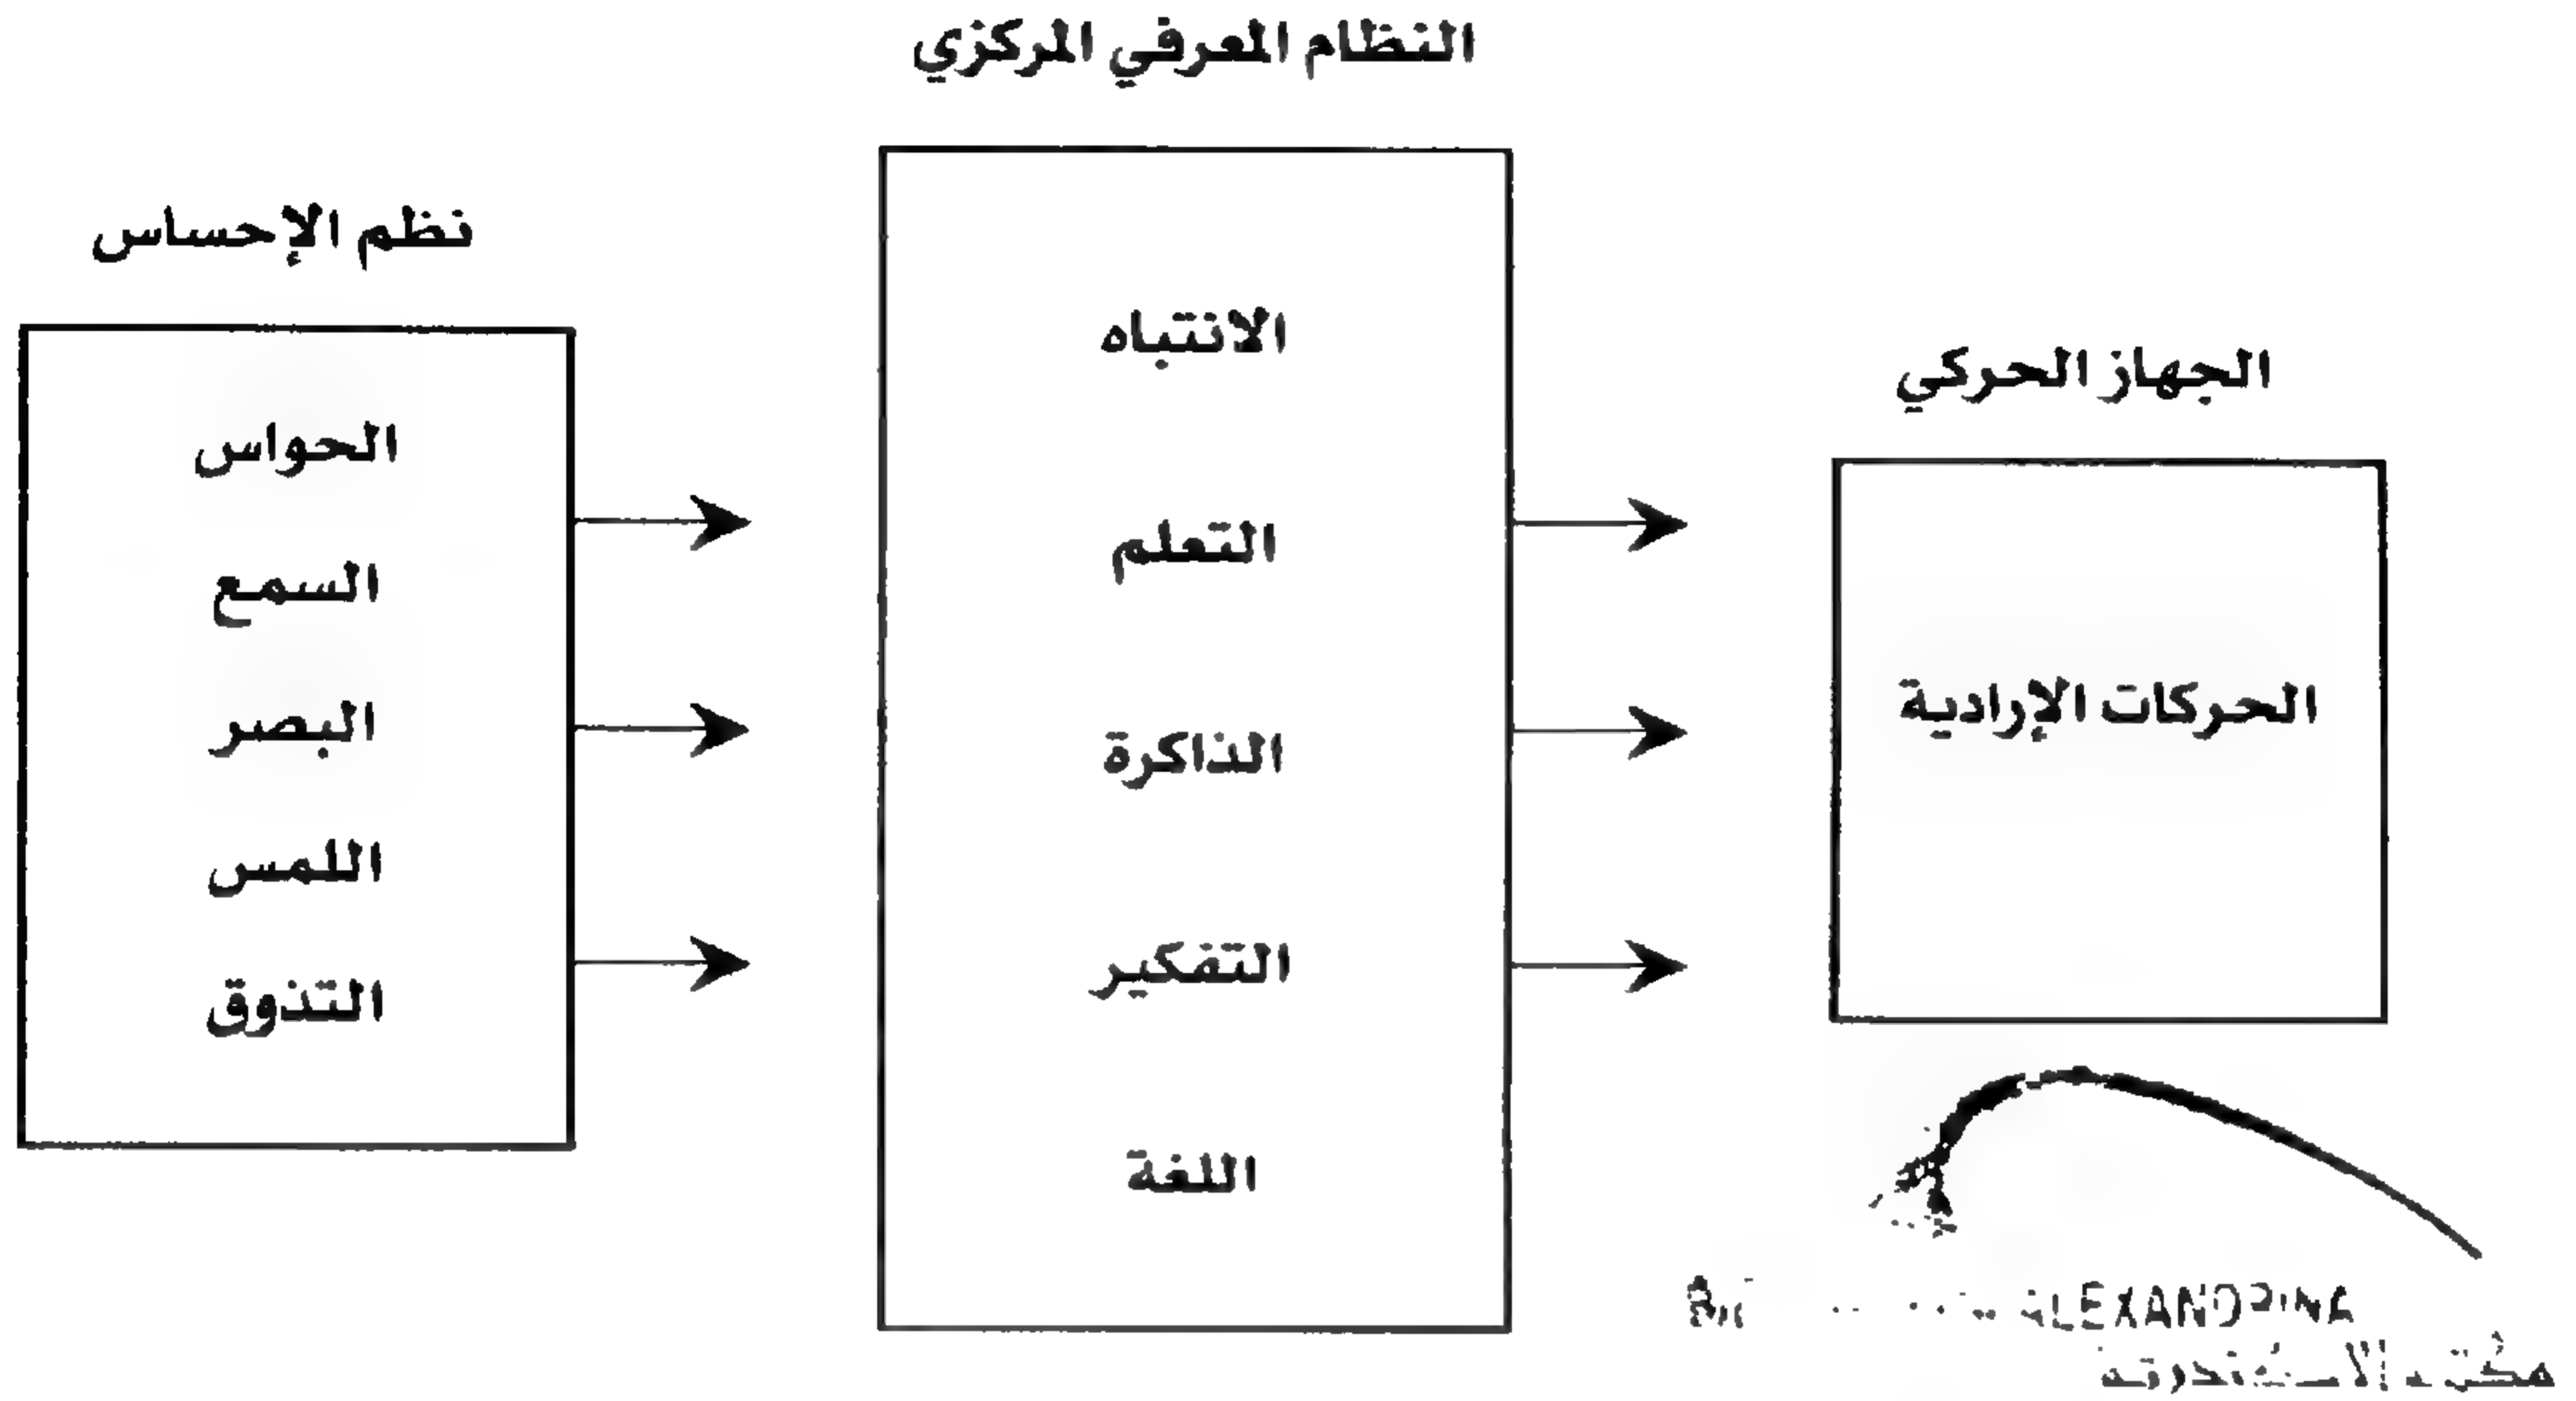 النظام المعرفي المركزي
نظم الإحساس
الحواس
السمع
البصر
اللمس
التذوق
الانتباه
التعلم
الذاكرة
التفكير
اللغة
الجهاز الحركي
الحركات الإرادية
ALEXANDRINA